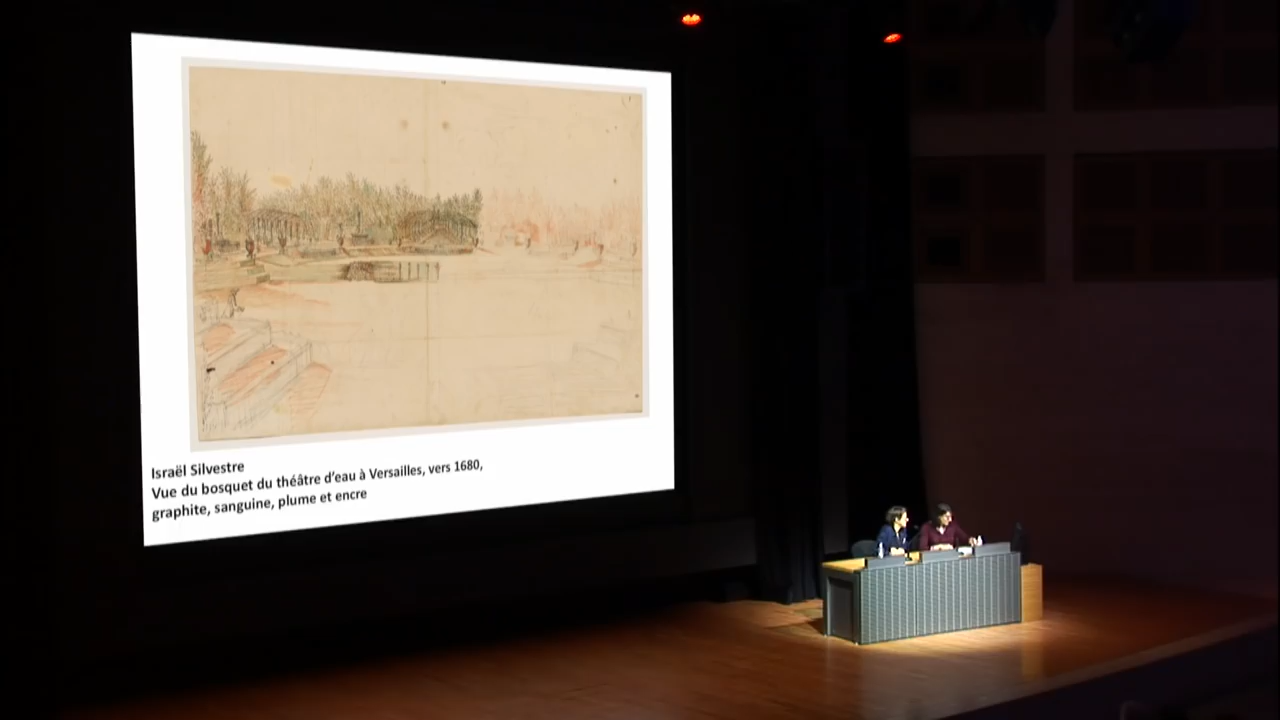 Israël Silvestre
Vue du bosquet du théâtre d'eau à Versailles, vers 1680,
graphite, sanguine, plume et encre